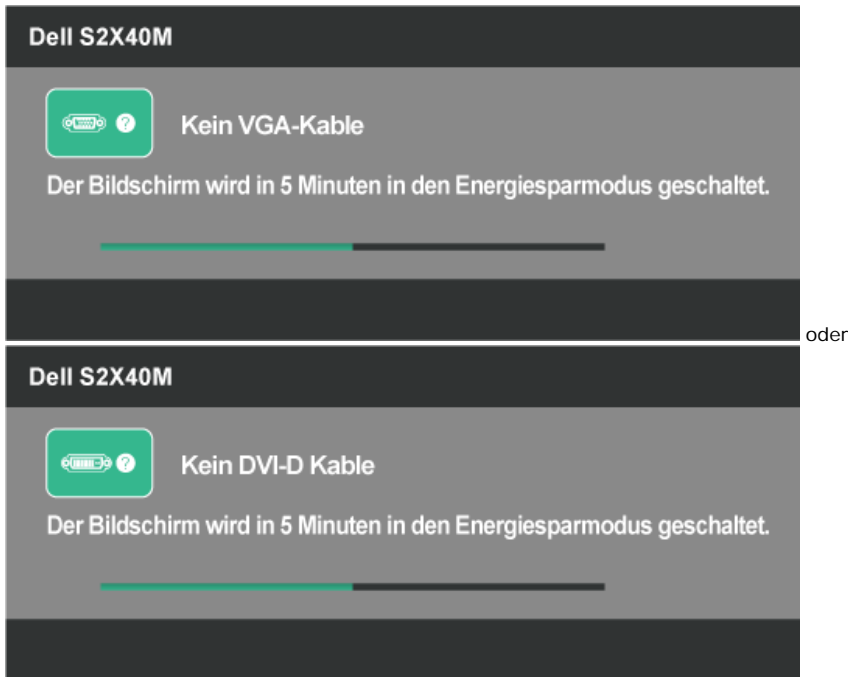 Dell S2X40M
Kein VGA-Kable
Der Bildschirm wird in 5 Minuten in den Energiesparmodus geschaltet.
oder
Dell S2X40M
Kein DVI-D Kable
Der Bildschirm wird in 5 Minuten in den Energiesparmodus geschaltet.